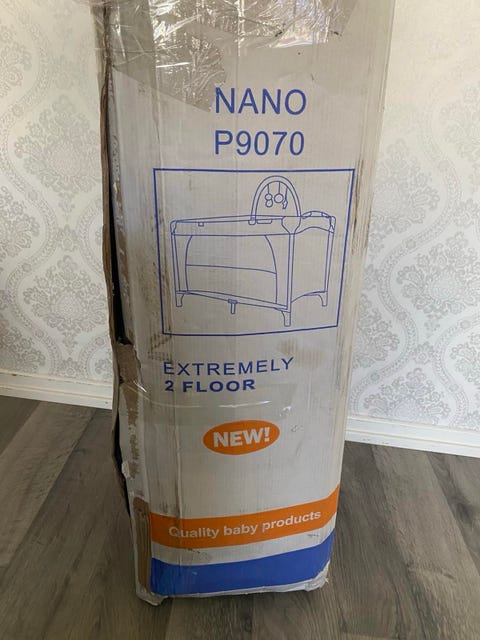 NANO
P9070
EXTREMELY
2 FLOOR
NEW!
Quality baby products